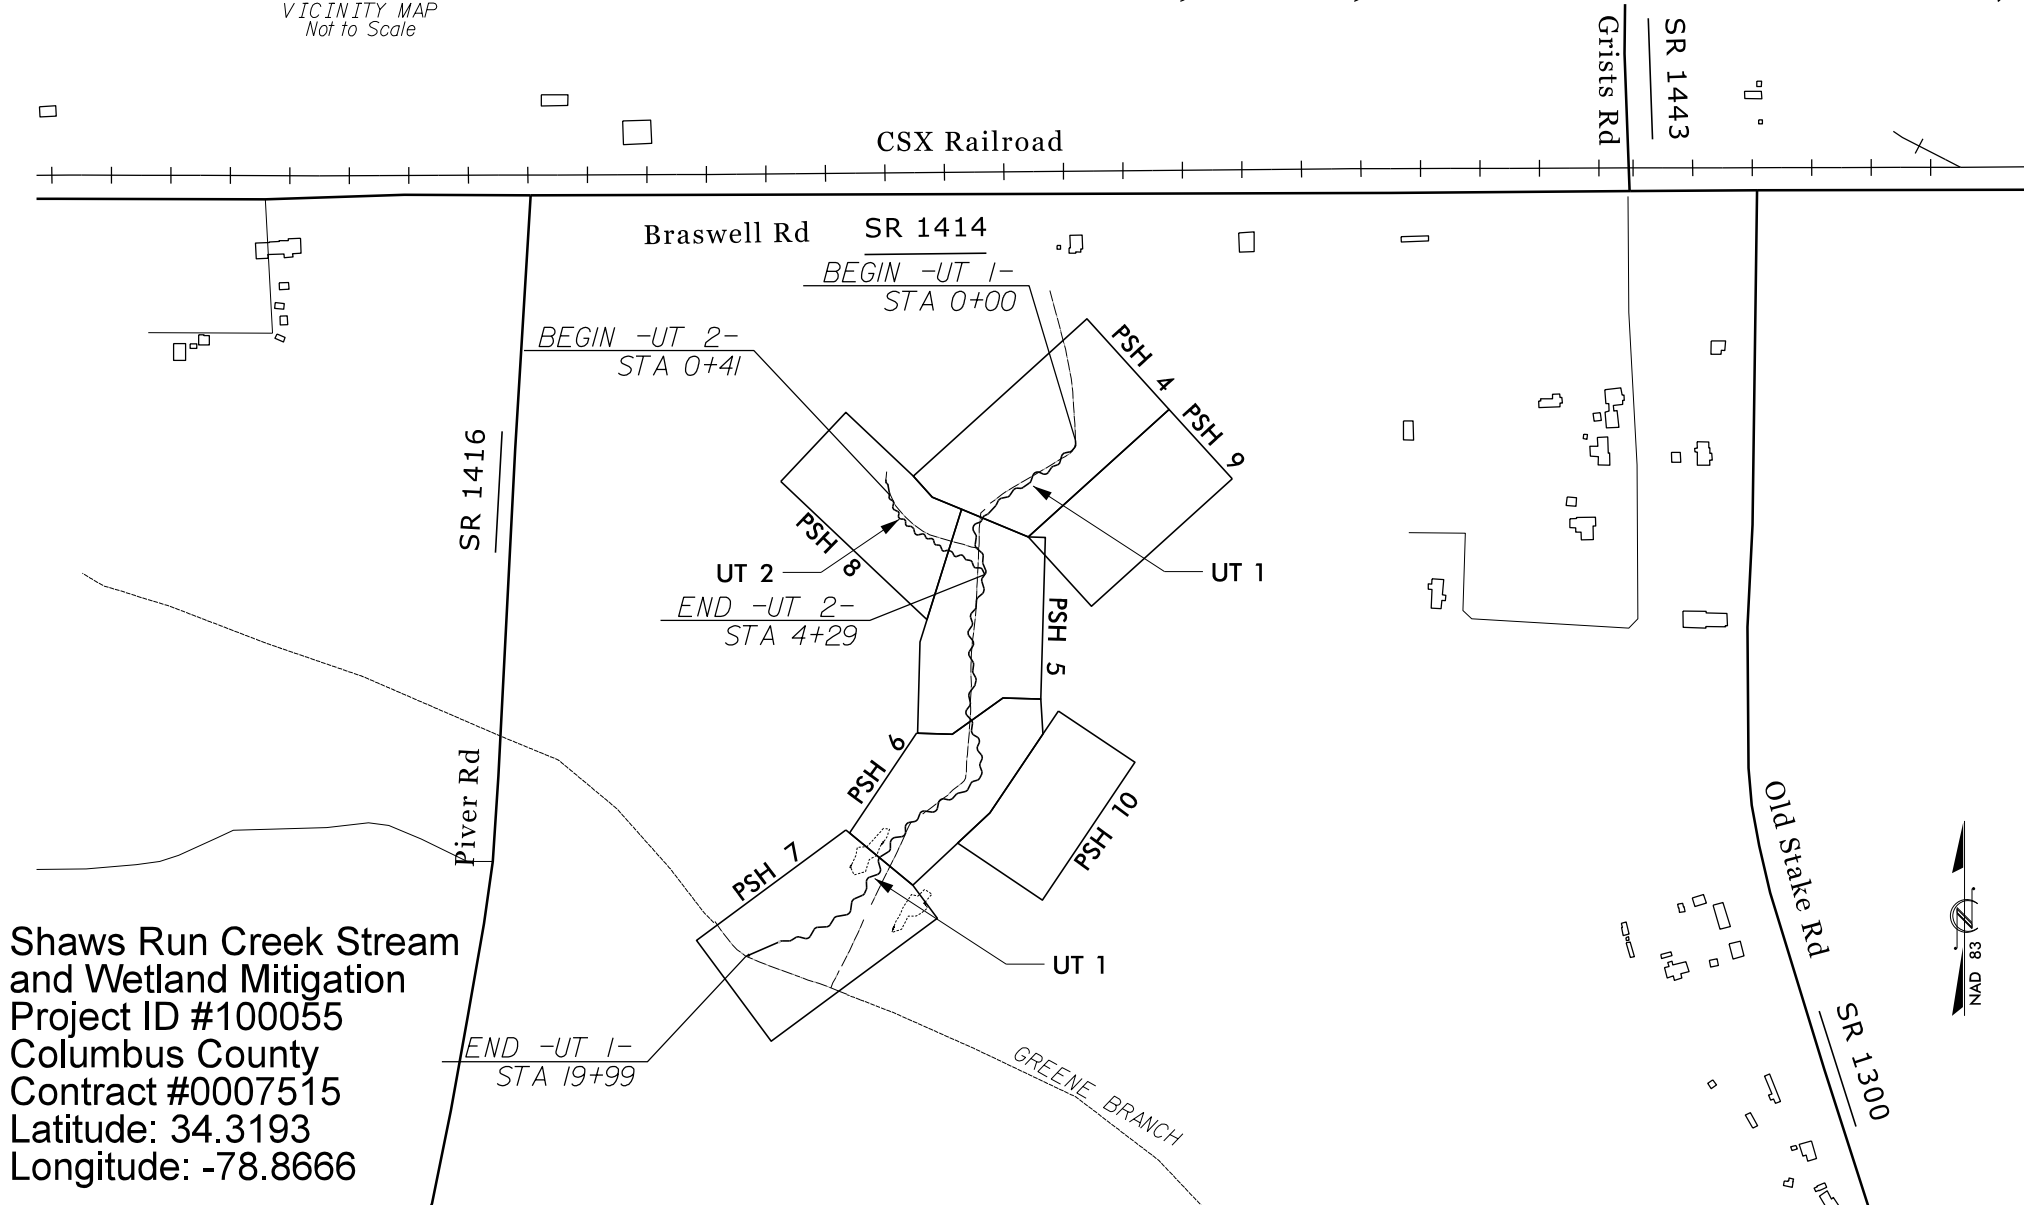 VICINITY MAP
Not to Scale
Grists Rd
SR 1443
CSX Railroad
Braswell Rd
SR 1414
BEGIN -UT 1-
STA 0+00
BEGIN -UT 2-
STA 0+41
PSH 4
PSH 9
SR 1416
PSH 8
UT 2
UT 1
END -UT 2-
STA 4+29
PSH 5
PSH 6
Piver Rd
PSH 10
PSH 7
Old Stake Rd
UT 1
NAD 83
SR 1300
END -UT 1-
STA 19+99
GREENE BRANCH
Shaws Run Creek Stream
and Wetland Mitigation
Project ID #100055
Columbus County
Contract #0007515
Latitude: 34.3193
Longitude: -78.8666